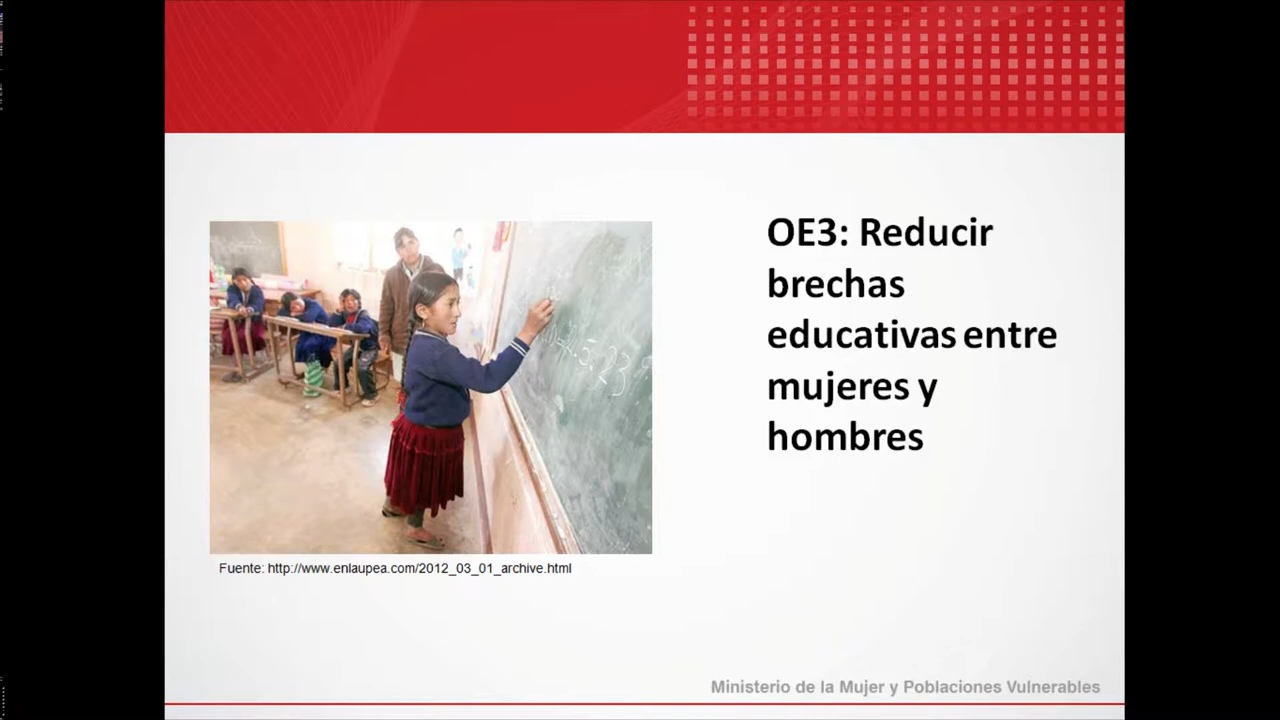 OE3: Reducir
brechas
educativas entre
mujeres y
hombres
Fuente: http://www.enlaupea.com/2012_03_01_archive.html
Ministerio de la Mujer y Poblaciones Vulnerables